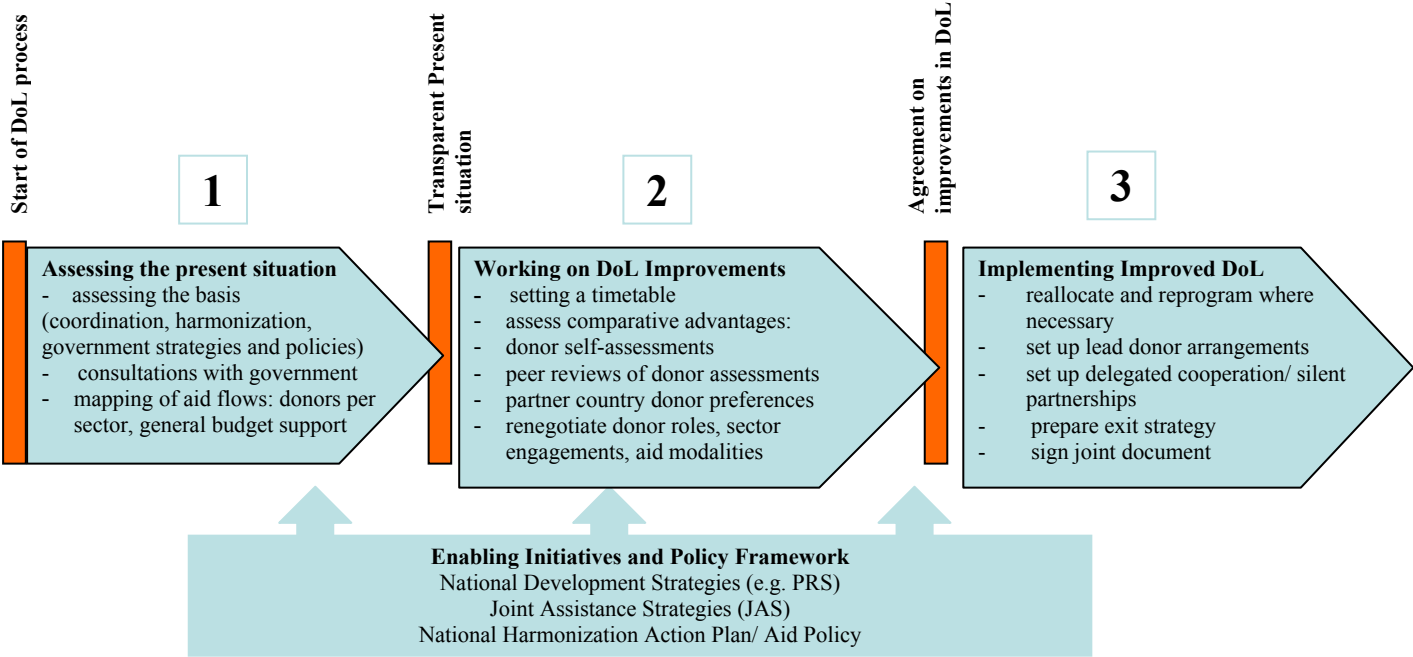 Start of DoL process
1
Assessing the present situation
- assessing the basis
(coordination, harmonization,
government strategies and policies)
- consultations with government
- mapping of aid flows: donors per
sector, general budget support
Transparent Present
situation
2
Working on DoL Improvements
- setting a timetable
- assess comparative advantages:
- donor self-assessments
- peer reviews of donor assessments
- partner country donor preferences
- renegotiate donor roles, sector
engagements, aid modalities
Agreement on
improvements in DoL
3
Implementing Improved DoL
- reallocate and reprogram where
necessary
- set up lead donor arrangements
- set up delegated cooperation/ silent
partnerships
- prepare exit strategy
- sign joint document
Enabling Initiatives and Policy Framework
National Development Strategies (e.g. PRS)
Joint Assistance Strategies (JAS)
National Harmonization Action Plan/ Aid Policy